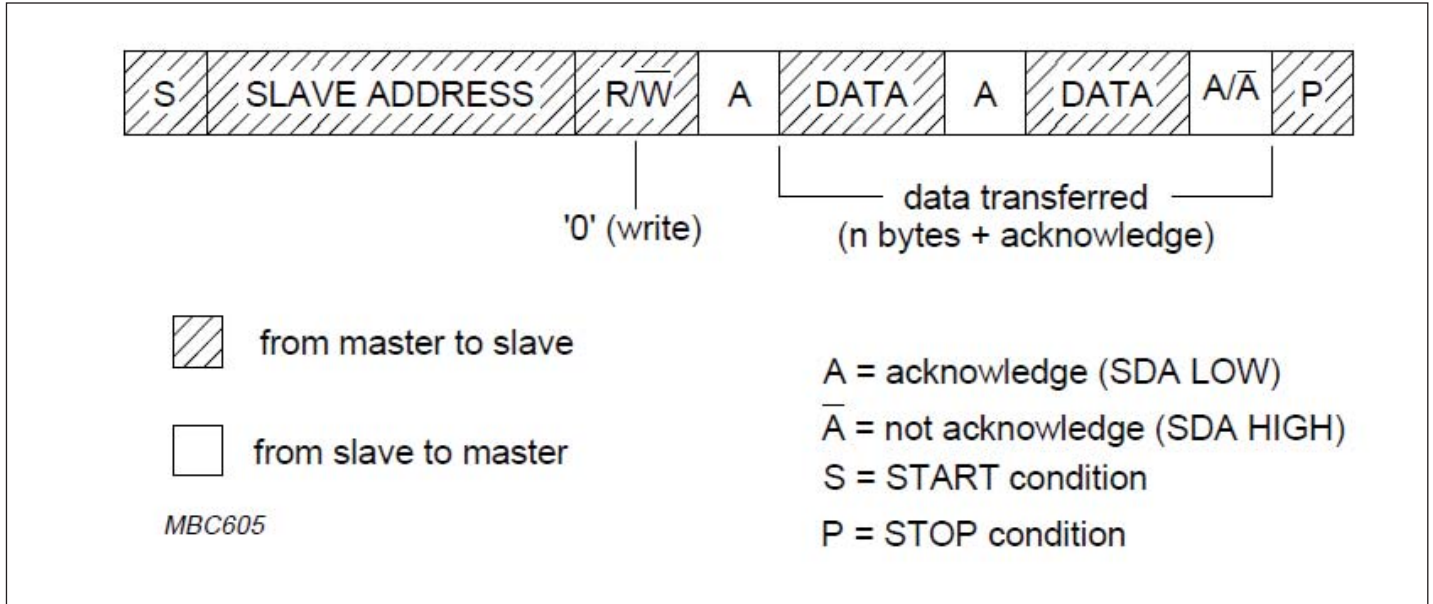 S SLAVE ADDRESS R/W̅ A DATA A DATA A/A̅ P
data transferred
'0' (write)
(n bytes + acknowledge)
from master to slave
from slave to master
MBC605
A = acknowledge (SDA LOW)
A̅ = not acknowledge (SDA HIGH)
S = START condition
P = STOP condition